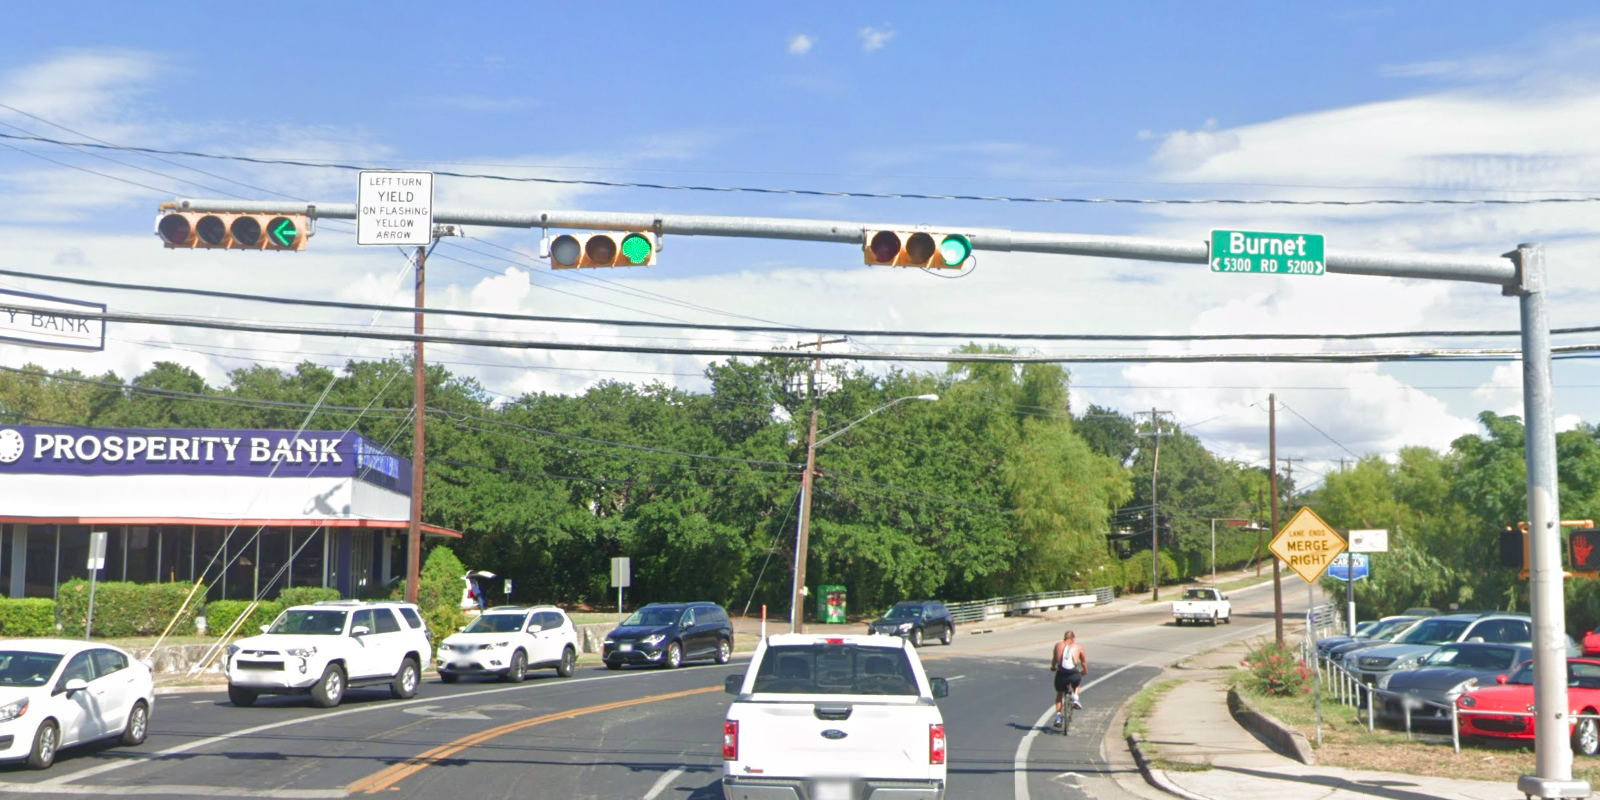 LEFT TURN
YIELD
ON FLASHING
YELLOW
ARROW
Burnet
5300 RD 5200
Y BANK
PROSPERITY BANK
LANE ENDS
MERGE
RIGHT